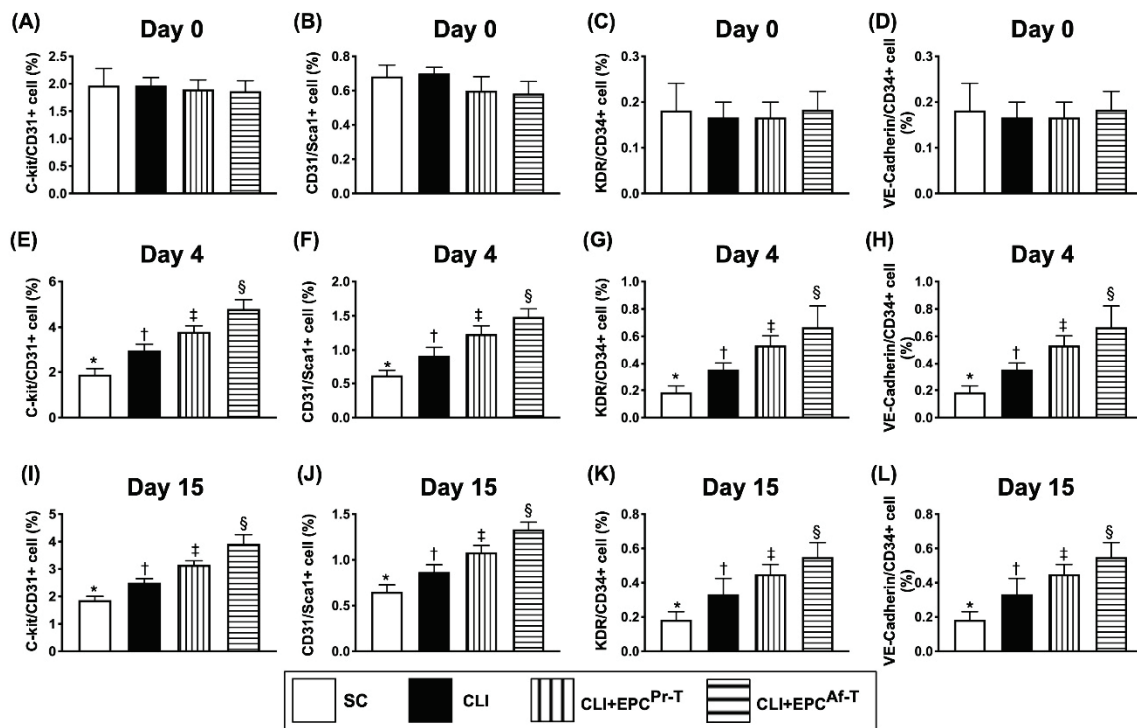 (A) Day 0
C-kit/CD31+ cell (%)
2.5
2.0
1.5
1.0
0.5
0.0
(B) Day 0
CD31/Sca1+ cell (%)
0.8
0.6
0.4
0.2
0.0
(C) Day 0
KDR/CD34+ cell (%)
0.3
0.2
0.1
0.0
(D) Day 0
VE-Cadherin/CD34+ cell
(%)
0.3
0.2
0.1
0.0
(E) Day 4
C-kit/CD31+ cell (%)
6
4
2
0
* † ‡ §
(F) Day 4
CD31/Sca1+ cell (%)
2.0
1.5
1.0
0.5
0.0
* † ‡ §
(G) Day 4
KDR/CD34+ cell (%)
1.0
0.8
0.6
0.4
0.2
0.0
* † ‡ §
(H) Day 4
VE-Cadherin/CD34+ cell
(%)
1.0
0.8
0.6
0.4
0.2
0.0
* † ‡ §
(I) Day 15
C-kit/CD31+ cell (%)
5
4
3
2
1
0
* † ‡ §
(J) Day 15
CD31/Sca1+ cell (%)
1.5
1.0
0.5
0.0
* † ‡ §
(K) Day 15
KDR/CD34+ cell (%)
0.8
0.6
0.4
0.2
0.0
* † ‡ §
(L) Day 15
VE-Cadherin/CD34+ cell
(%)
0.8
0.6
0.4
0.2
0.0
* † ‡ §
SC CLI CLI+EPC^Pr-T CLI+EPC^Af-T